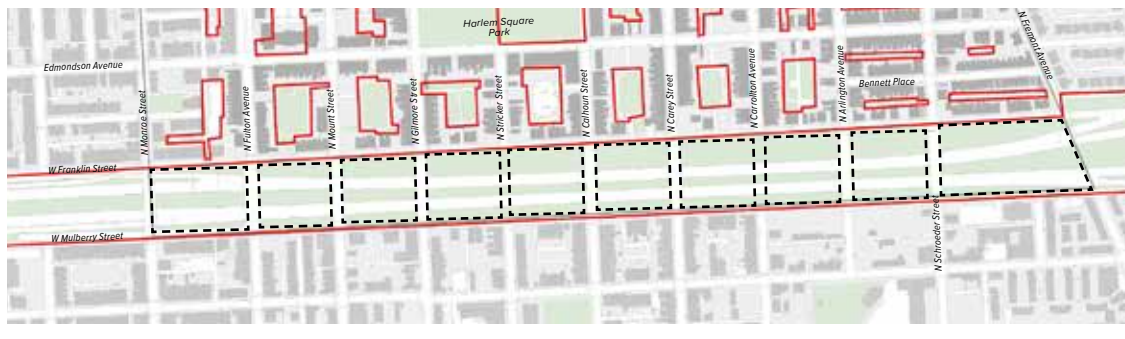 Harlem Square
Park
Edmondson Avenue
N Fremont Avenue
Bennett Place
N Monroe Street
N Fulton Avenue
N Mount Street
N Gilmore Street
N Stricker Street
N Calhoun Street
N Carey Street
N Carrollton Avenue
N Arlington Avenue
W Franklin Street
W Mulberry Street
N Schroeder Street